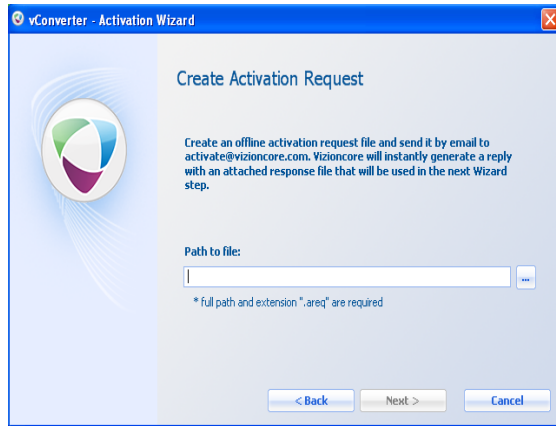 vConverter - Activation Wizard
Create Activation Request
Create an offline activation request file and send it by email to
activate@vizioncore.com. Vizioncore will instantly generate a reply
with an attached response file that will be used in the next Wizard
step.
Path to file:
...
* full path and extension ".areq" are required
< Back
Next >
Cancel